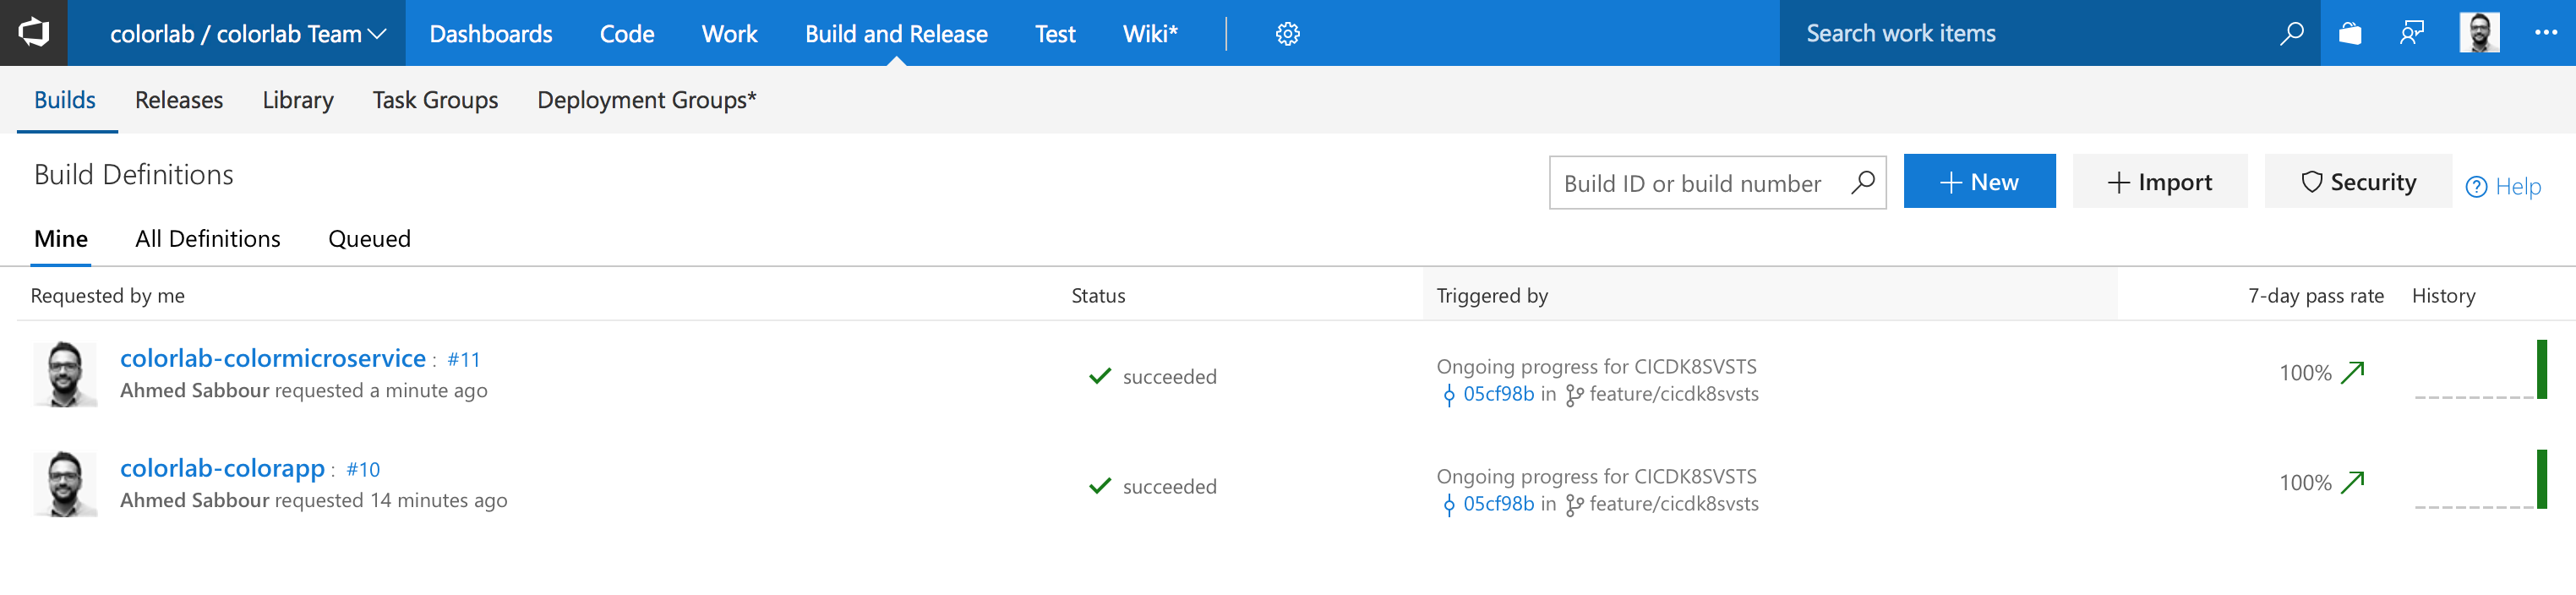 colorlab / colorlab Team Dashboards Code Work Build and Release Test Wiki* Search work items
Builds Releases Library Task Groups Deployment Groups*
Build Definitions Build ID or build number New Import Security Help
Mine All Definitions Queued
Requested by me Status Triggered by 7-day pass rate History
colorlab-colormicroservice : #11
Ahmed Sabbour requested a minute ago
succeeded
Ongoing progress for CICDK8SVSTS
05cf98b in feature/cicdk8svsts
100%
colorlab-colorapp : #10
Ahmed Sabbour requested 14 minutes ago
succeeded
Ongoing progress for CICDK8SVSTS
05cf98b in feature/cicdk8svsts
100%